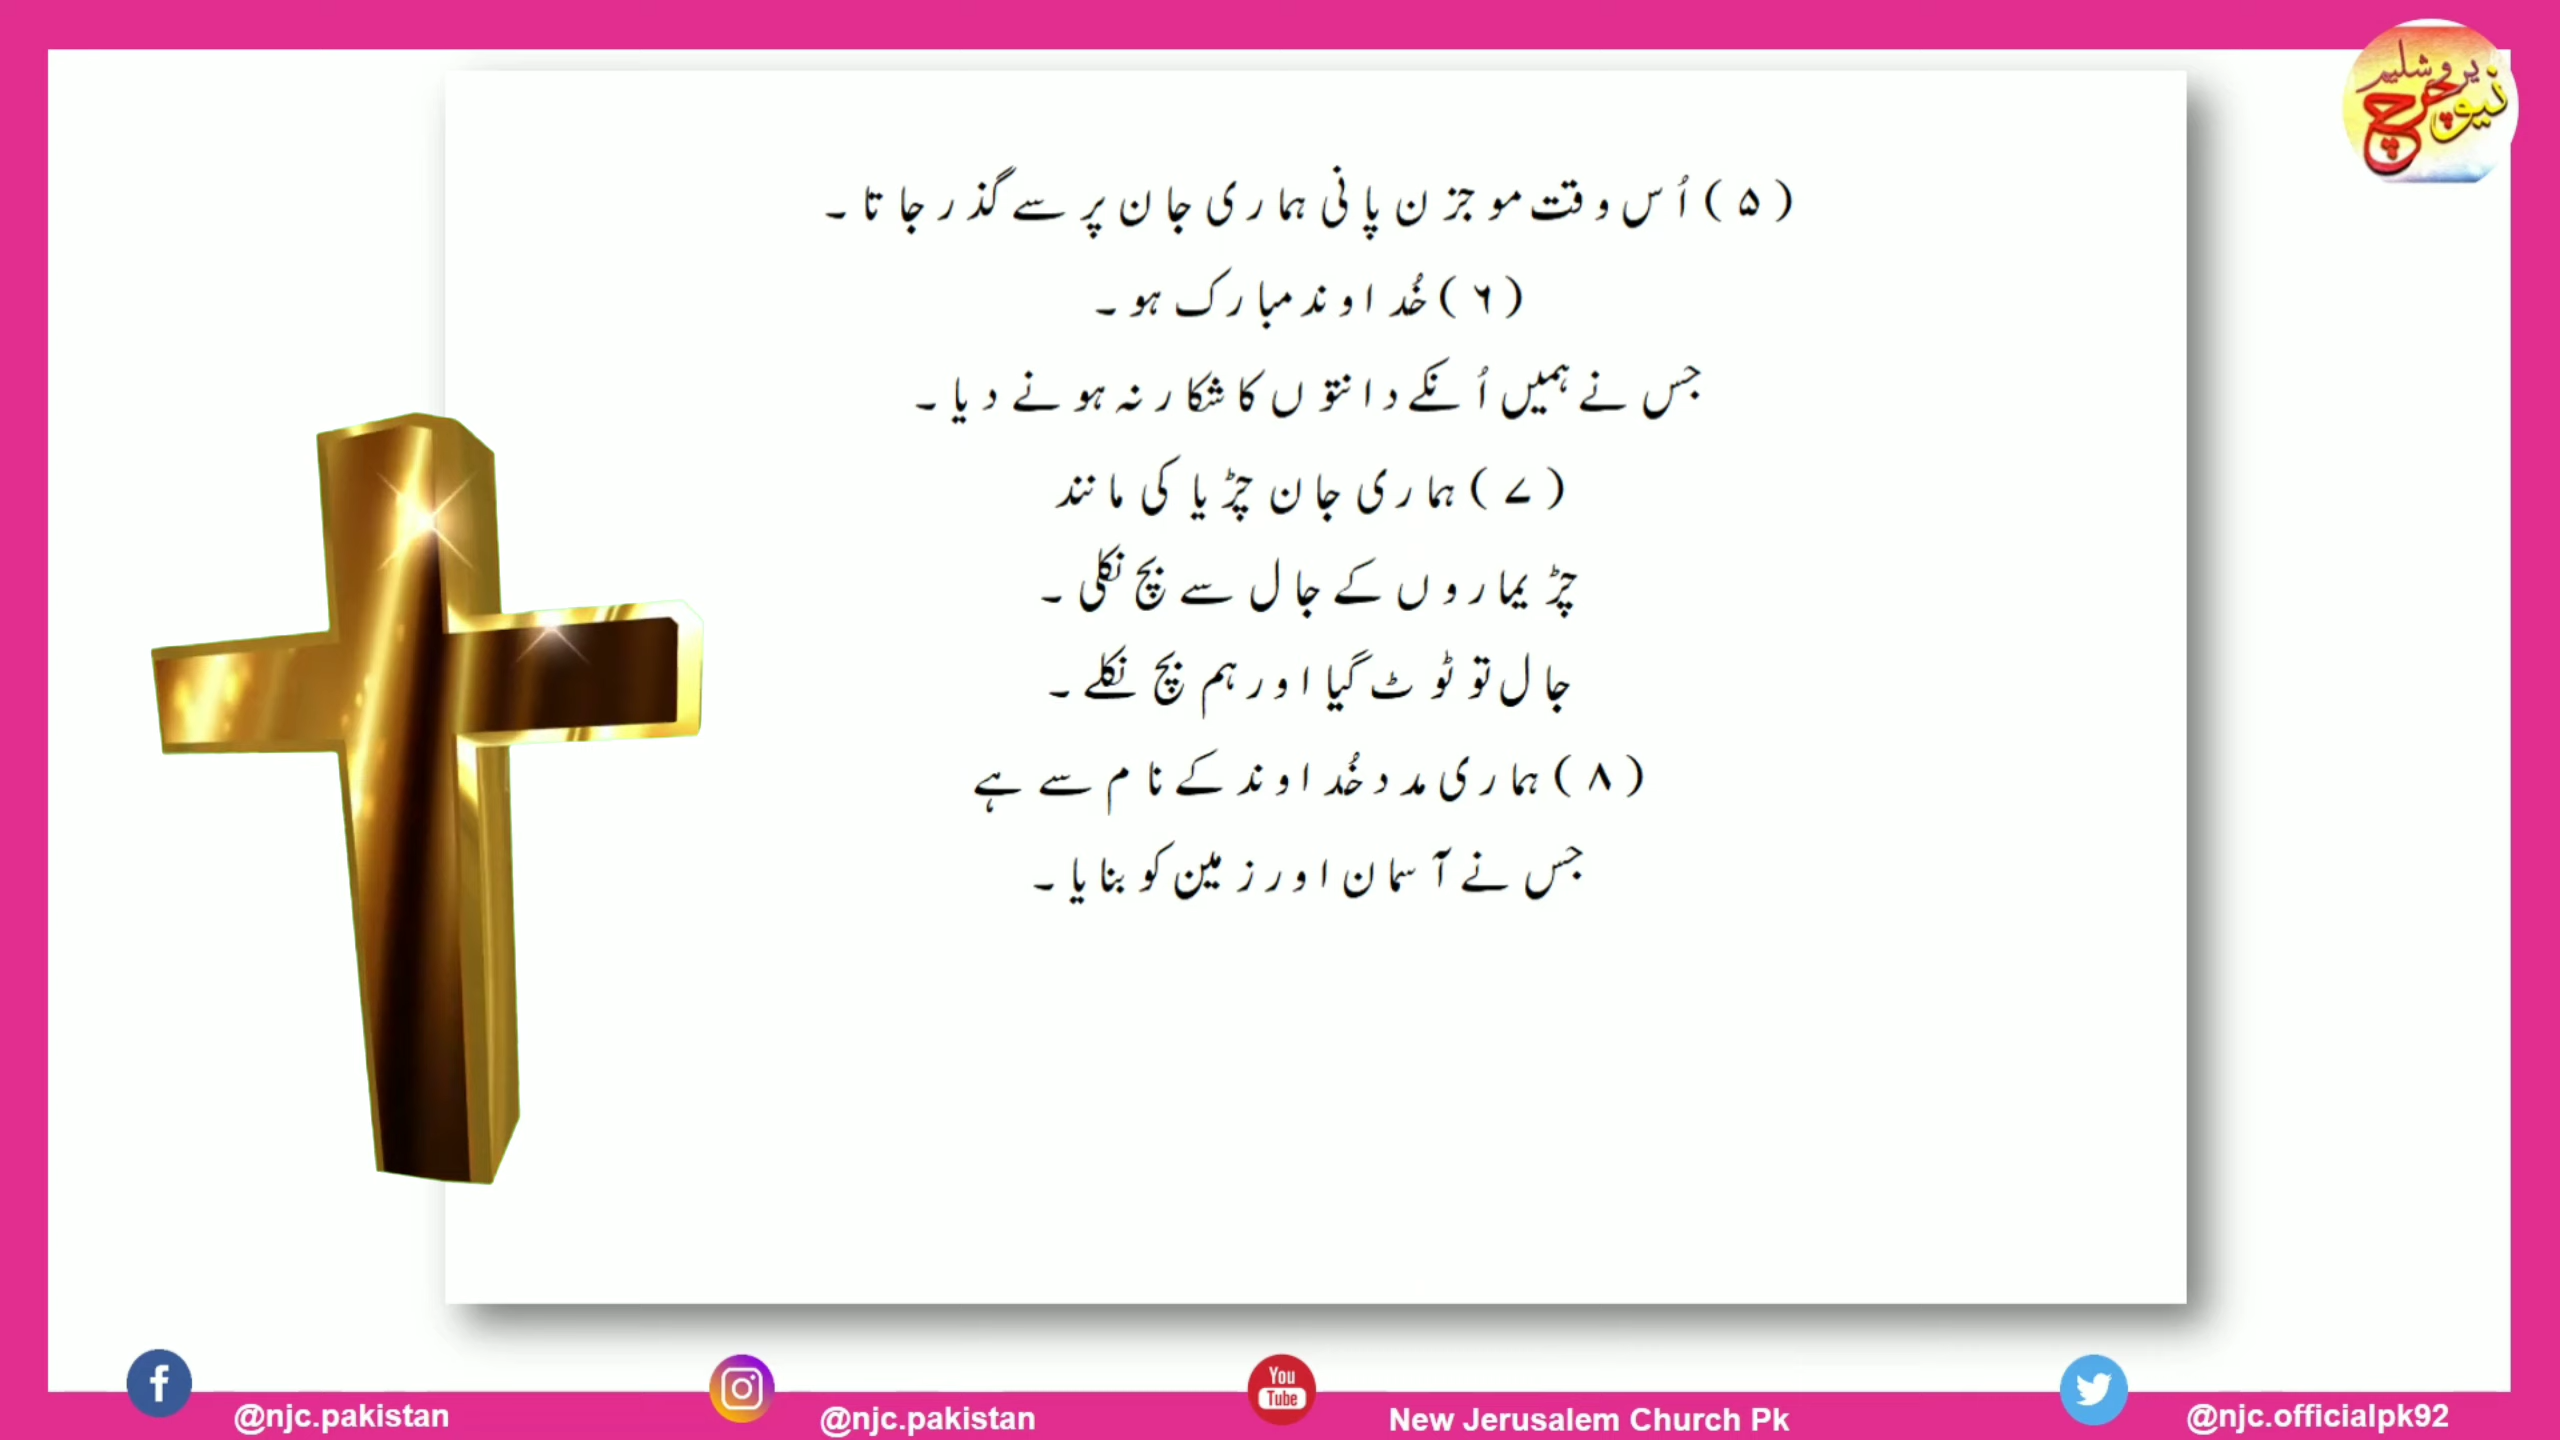 یروشلیم
نیو چرچ
(۵) اُس وقت موجزن پانی ہماری جان پر سے گذر جاتا ۔
(۶) خُداوند مبارک ہو ۔
جس نے ہمیں اُنکے دانتوں کا شکار نہ ہونے دیا ۔
(۷) ہماری جان چڑیا کی مانند
چڑیماروں کے جال سے بچ نکلی ۔
جال تو ٹوٹ گیا اور ہم بچ نکلے ۔
(۸) ہماری مدد خُداوند کے نام سے ہے
جس نے آسمان اور زمین کو بنایا ۔
f
You
Tube
@njc.pakistan
@njc.pakistan
New Jerusalem Church Pk
@njc.officialpk92